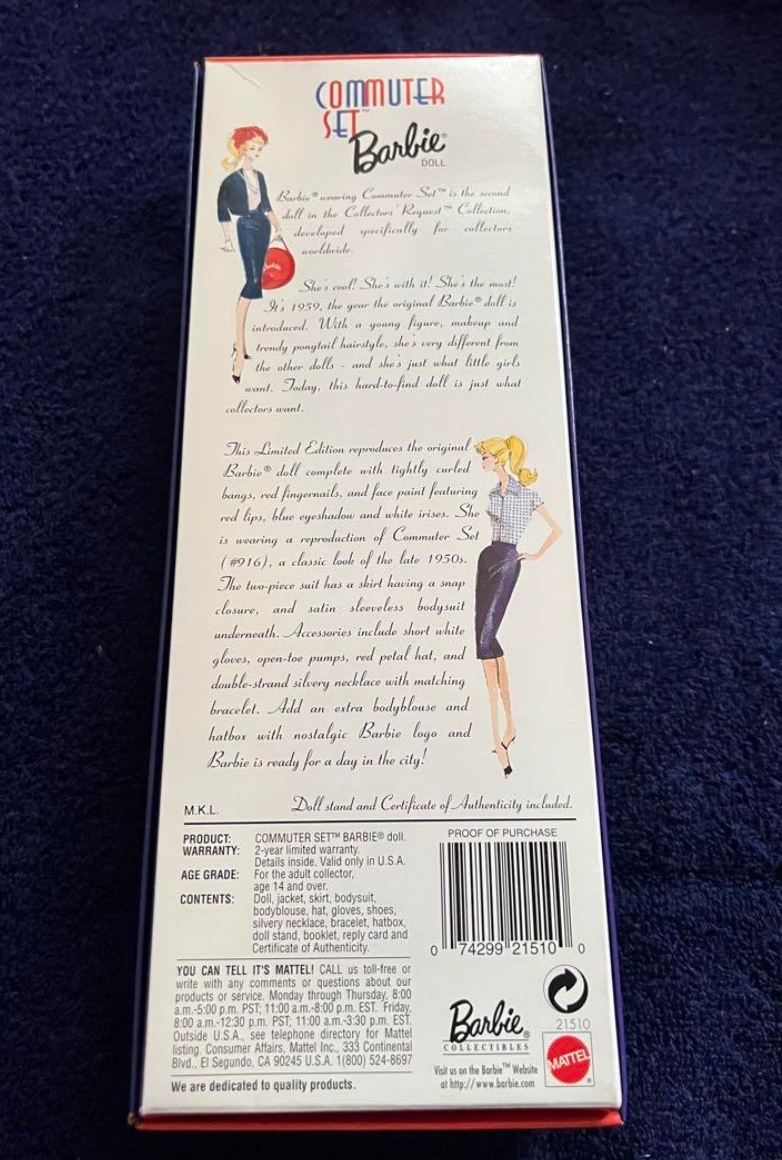 COMMUTER
SET™
Barbie®
DOLL
Barbie® wearing Commuter Set™ is the second
doll in the Collectors' Request™ Collection,
developed specifically for collectors
worldwide.
She's cool! She's with it! She's the most!
It's 1959, the year the original Barbie® doll is
introduced. With a young figure, makeup and
trendy ponytail hairstyle, she's very different from
the other dolls - and she's just what little girls
want. Today, this hard-to-find doll is just what
collectors want.
This Limited Edition reproduces the original
Barbie® doll complete with tightly curled
bangs, red fingernails, and face paint featuring
red lips, blue eyeshadow and white irises. She
is wearing a reproduction of Commuter Set
(#916), a classic look of the late 1950s.
The two-piece suit has a skirt having a snap
closure, and satin sleeveless bodysuit
underneath. Accessories include short white
gloves, open-toe pumps, red petal hat, and
double-strand silvery necklace with matching
bracelet. Add an extra bodyblouse and
hatbox with nostalgic Barbie logo and
Barbie is ready for a day in the city!
M.K.L.
Doll stand and Certificate of Authenticity included.
PRODUCT: COMMUTER SET™ BARBIE® doll.
WARRANTY: 2-year limited warranty.
Details inside. Valid only in U.S.A.
AGE GRADE: For the adult collector,
age 14 and over.
CONTENTS: Doll, jacket, skirt, bodysuit,
bodyblouse, hat, gloves, shoes,
silvery necklace, bracelet, hatbox,
doll stand, booklet, reply card and
Certificate of Authenticity.
PROOF OF PURCHASE
0 74299 21510 0
YOU CAN TELL IT'S MATTEL! CALL us toll-free or
write with any comments or questions about our
products or service. Monday through Thursday, 8:00
a.m.-5:00 p.m. PST; 11:00 a.m.-8:00 p.m. EST. Friday,
8:00 a.m.-12:30 p.m. PST; 11:00 a.m.-3:30 p.m. EST.
Outside U.S.A., see telephone directory for Mattel
listing. Consumer Affairs, Mattel Inc., 333 Continental
Blvd., El Segundo, CA 90245 U.S.A. 1(800) 524-8697
We are dedicated to quality products.
21510
Barbie®
COLLECTIBLES
Visit us on the Barbie™ Website
at http://www.barbie.com
MATTEL®